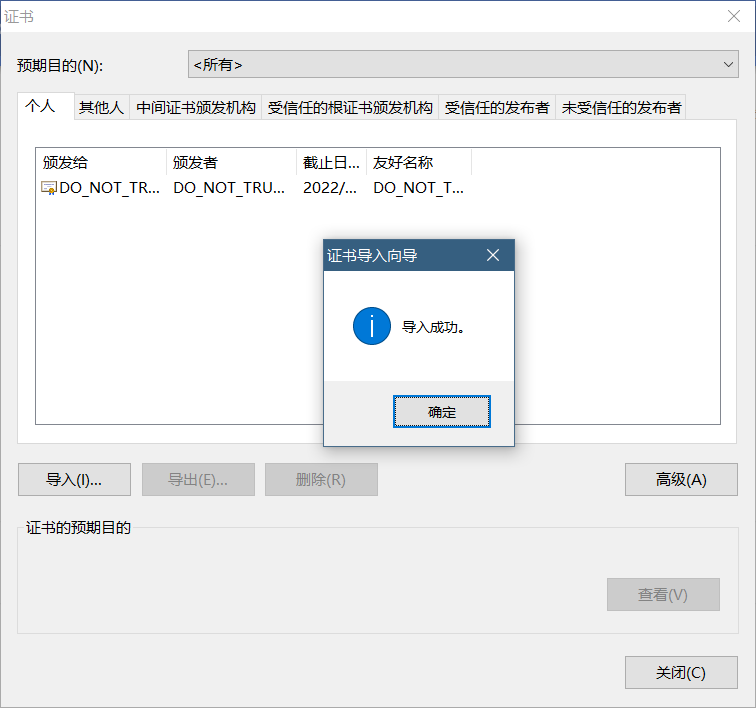 证书
预期目的(N):
<所有>
个人 其他人 中间证书颁发机构 受信任的根证书颁发机构 受信任的发布者 未受信任的发布者
颁发给 颁发者 截止日... 友好名称
DO_NOT_TR... DO_NOT_TRU... 2022/... DO_NOT_T...
证书导入向导
导入成功。
确定
导入(I)... 导出(E)... 删除(R) 高级(A)
证书的预期目的
查看(V)
关闭(C)